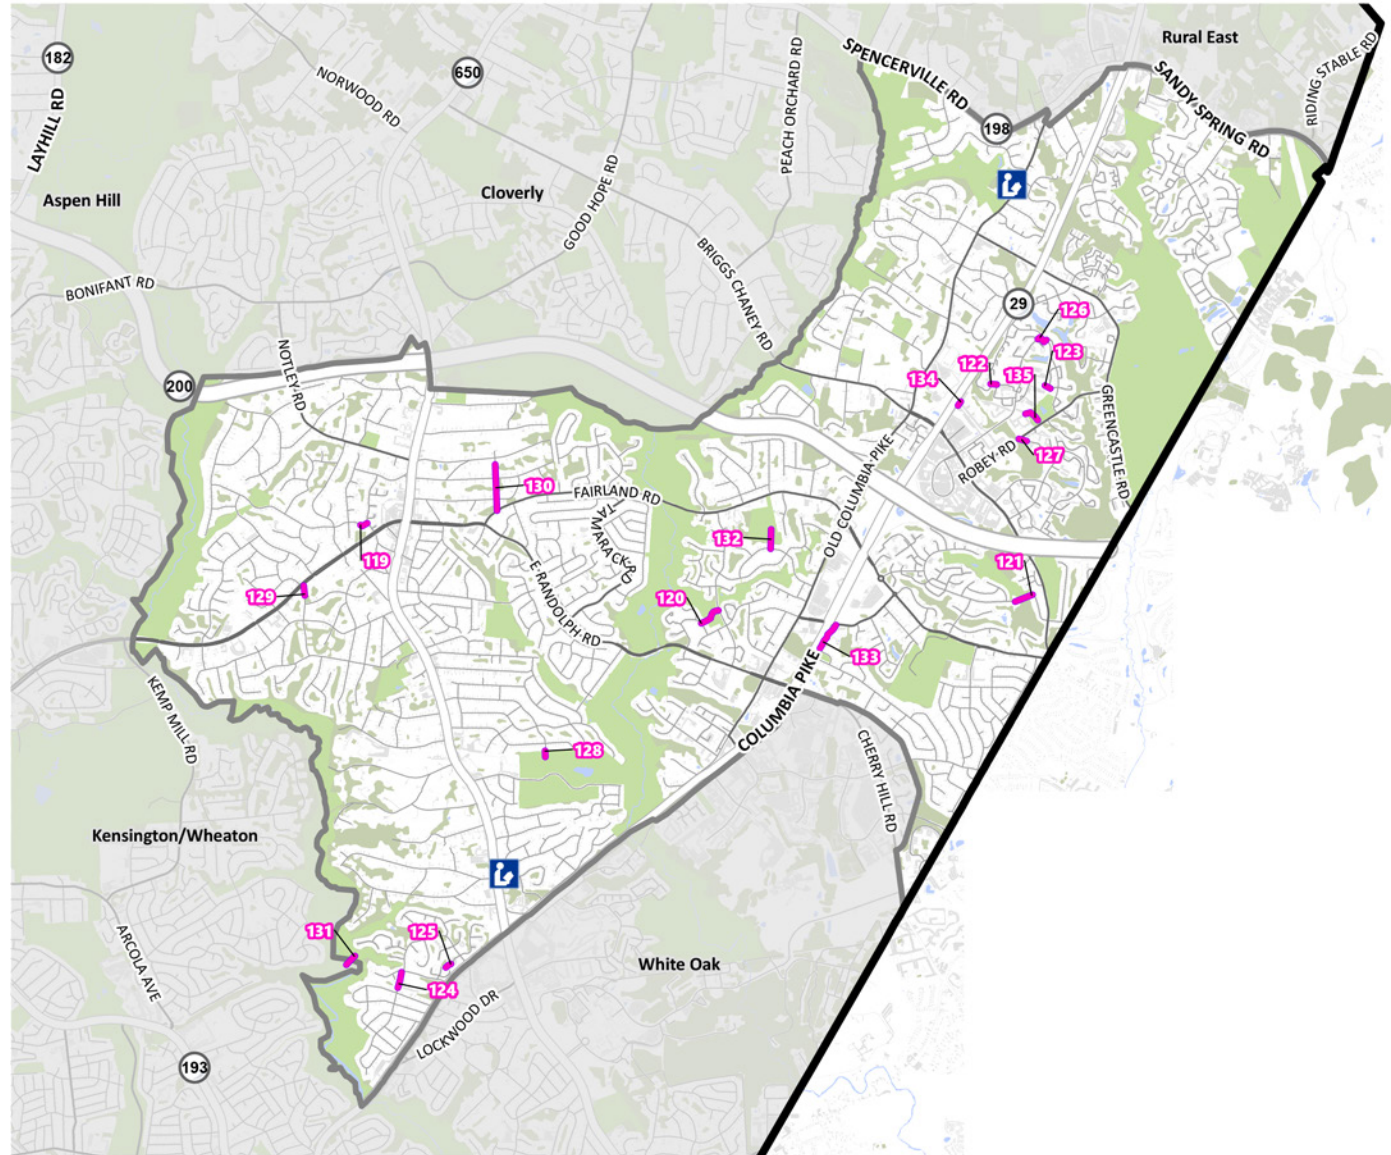 Rural East
182
SPENCERVILLE RD
650
SANDY SPRING RD
RIDING STABLE RD
NORWOOD RD
PEACH ORCHARD RD
LAYHILL RD
198
Aspen Hill
Cloverly
GOOD HOPE RD
BRIGGS CHANEY RD
BONIFANT RD
29
126
NOTLEY RD
123
122
135
134
200
GREENCASTLE RD
OLD COLUMBIA PIKE
ROBEY RD
127
130
FAIRLAND RD
TAMARACK RD
132
119
121
129
E RANDOLPH RD
120
133
COLUMBIA PIKE
KEMP MILL RD
128
CHERRY HILL RD
Kensington/Wheaton
131
125
ARCOLA AVE
White Oak
124
LOCKWOOD DR
193